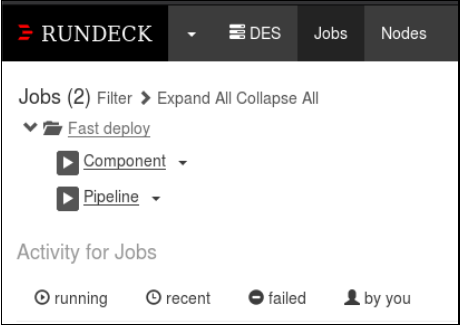 RUNDECK DES Jobs Nodes
Jobs (2) Filter Expand All Collapse All
Fast deploy
Component
Pipeline
Activity for Jobs
running recent failed by you